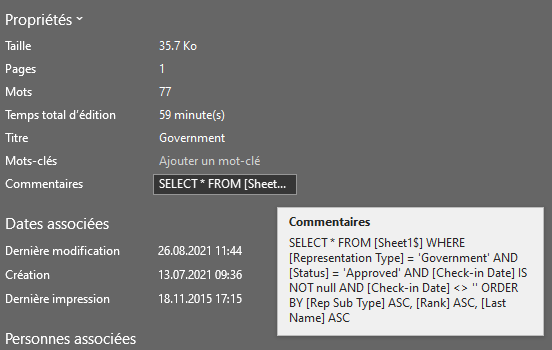 Propriétés
Taille 35.7 Ko
Pages 1
Mots 77
Temps total d'édition 59 minute(s)
Titre Government
Mots-clés Ajouter un mot-clé
Commentaires SELECT * FROM [Sheet...
Dates associées
Dernière modification 26.08.2021 11:44
Création 13.07.2021 09:36
Dernière impression 18.11.2015 17:15
Personnes associées
Commentaires
SELECT * FROM [Sheet1$] WHERE
[Representation Type] = 'Government' AND
[Status] = 'Approved' AND [Check-in Date] IS
NOT null AND [Check-in Date] <> '' ORDER
BY [Rep Sub Type] ASC, [Rank] ASC, [Last
Name] ASC